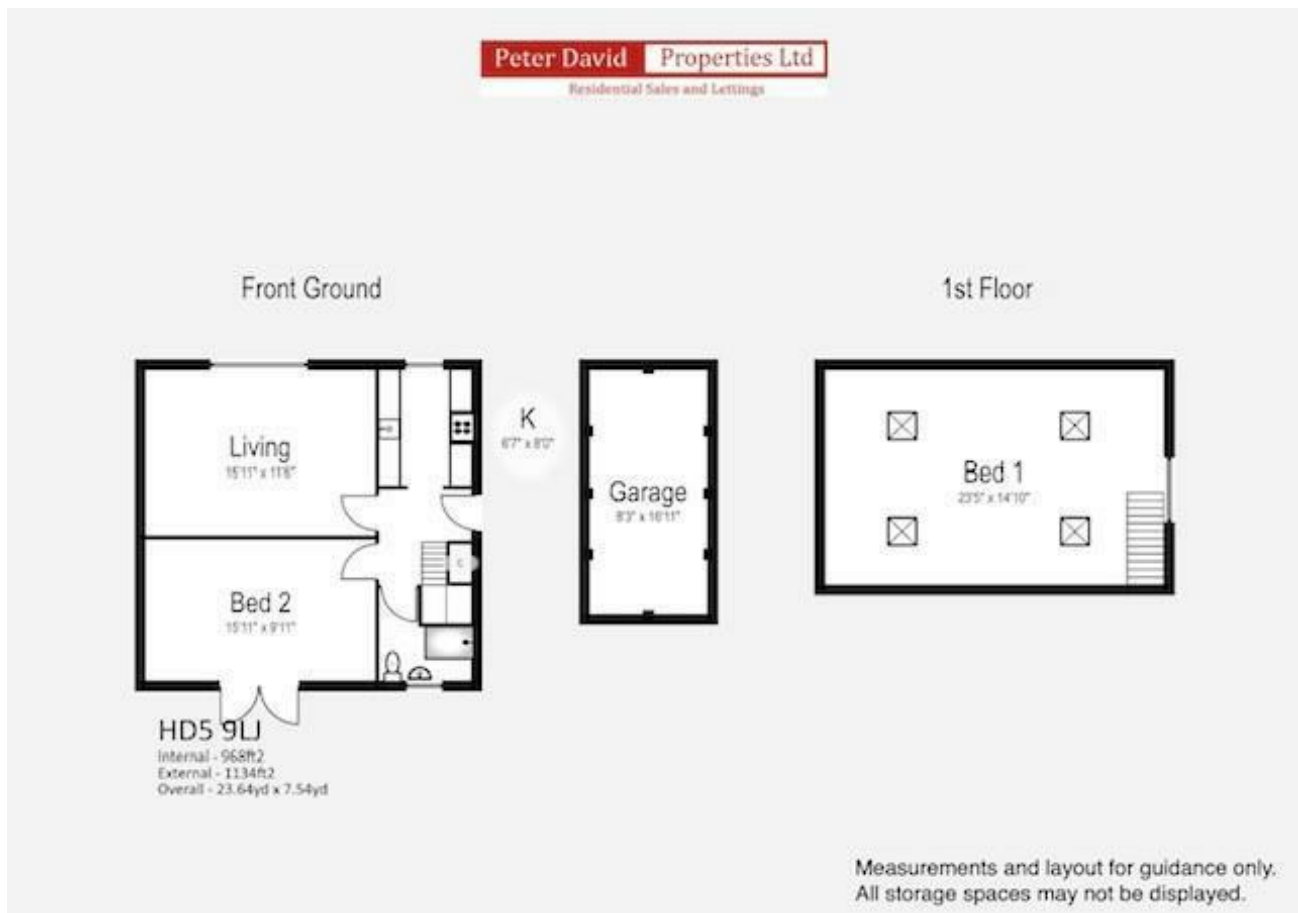 Peter David Properties Ltd
Residential Sales and Lettings
Front Ground
1st Floor
Living
15'11" x 11'6"
K
6'7" x 8'0"
Garage
8'3" x 16'11"
Bed 1
23'5" x 14'10"
Bed 2
15'11" x 9'11"
C
HD5 9LJ
Internal - 968ft2
External - 1134ft2
Overall - 23.64yd x 7.54yd
Measurements and layout for guidance only.
All storage spaces may not be displayed.